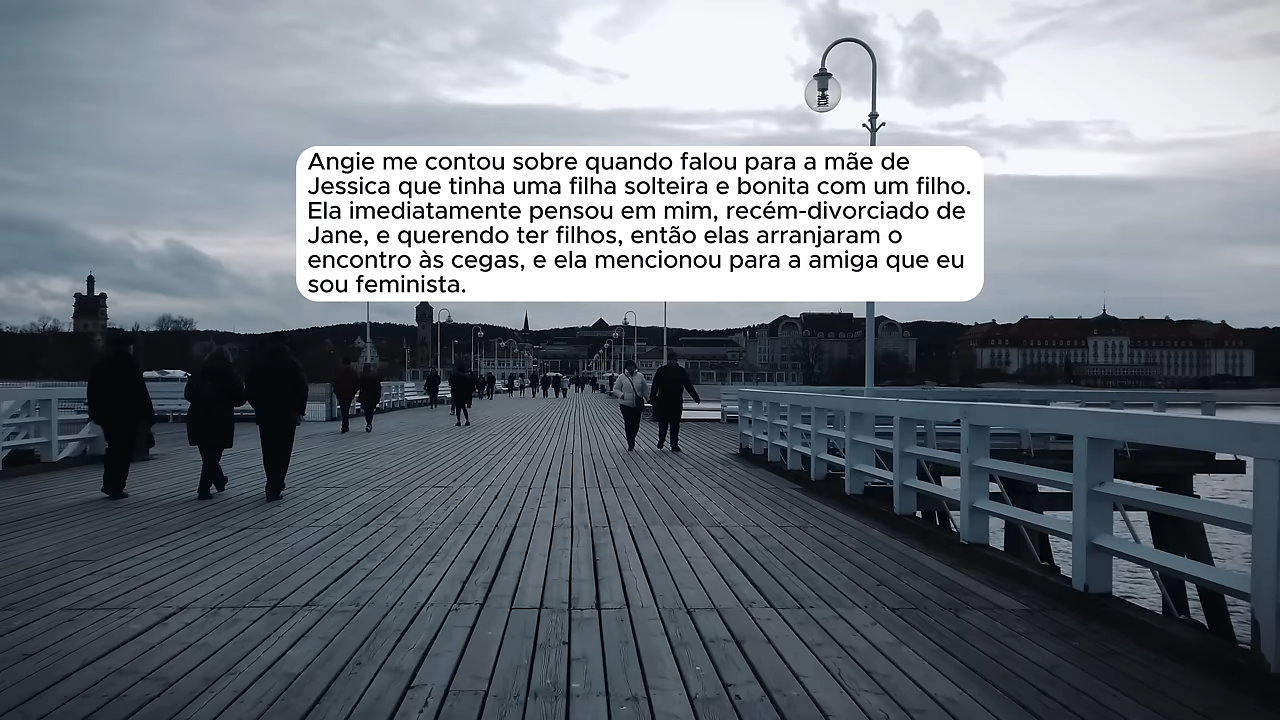 Angie me contou sobre quando falou para a mãe de
Jessica que tinha uma filha solteira e bonita com um filho.
Ela imediatamente pensou em mim, recém-divorciado de
Jane, e querendo ter filhos, então elas arranjaram o
encontro às cegas, e ela mencionou para a amiga que eu
sou feminista.